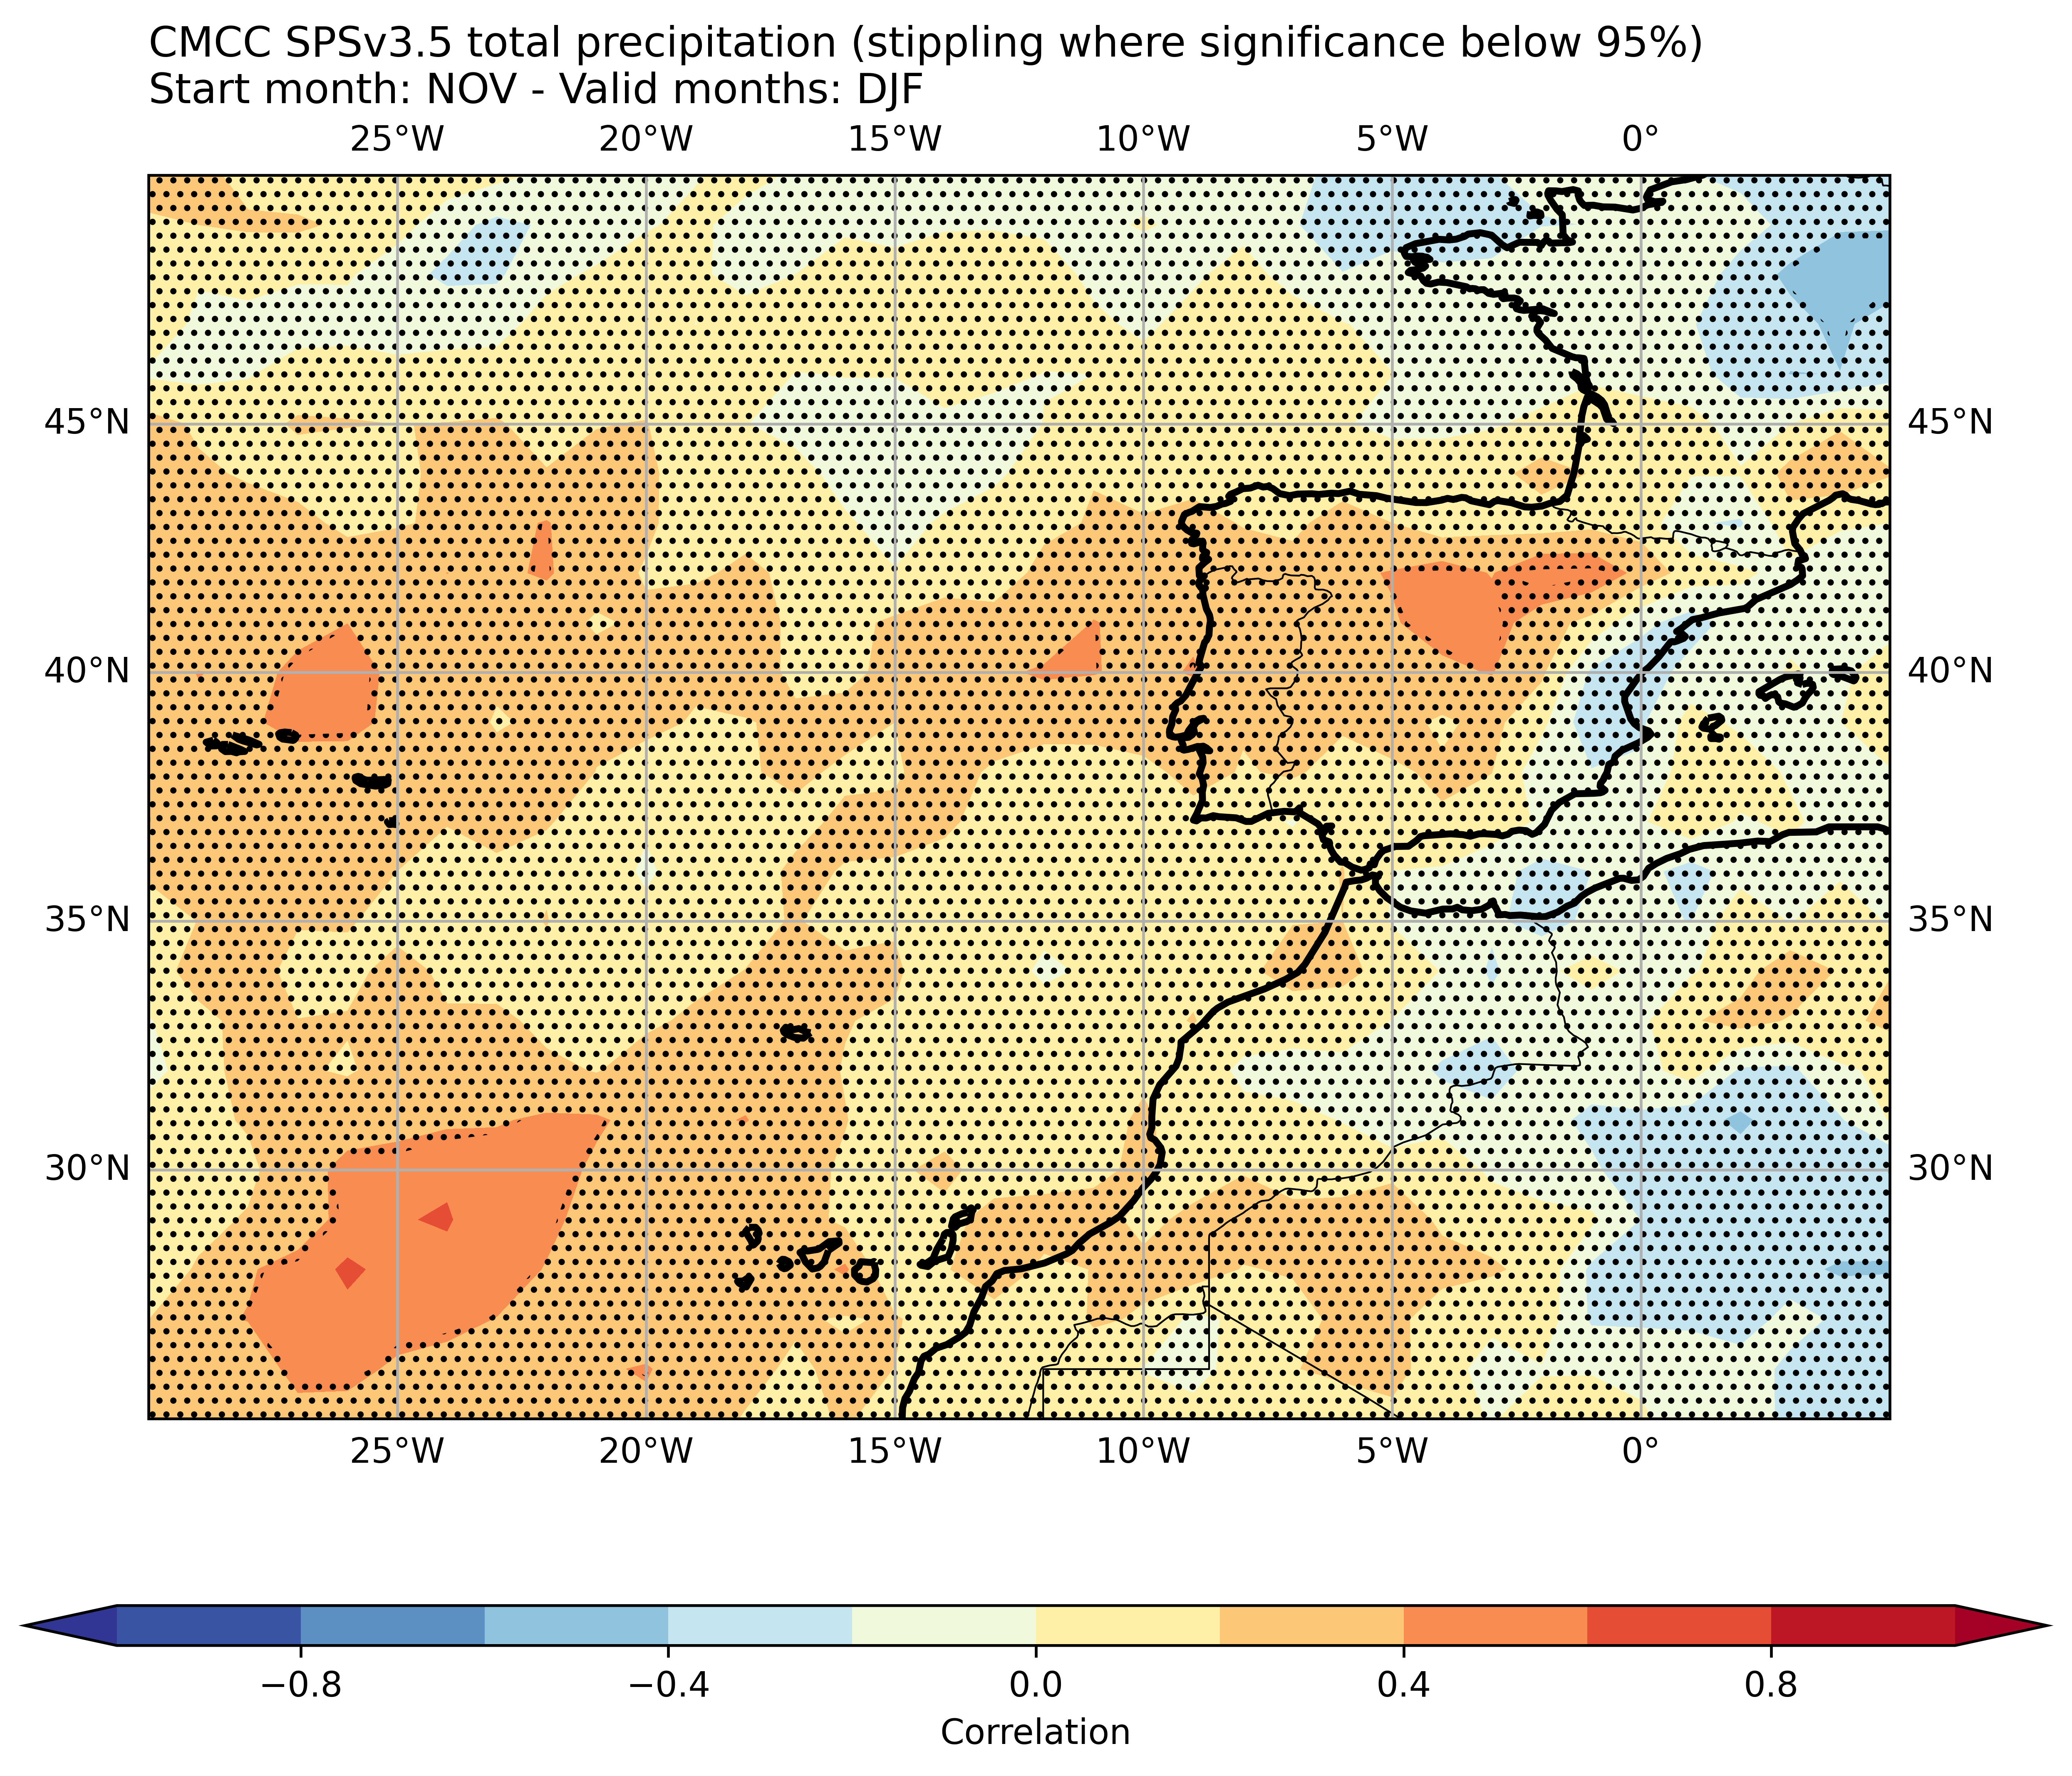 CMCC SPSv3.5 total precipitation (stippling where significance below 95%)
Start month: NOV - Valid months: DJF
25°W 20°W 15°W 10°W 5°W 0°
45°N 45°N
40°N 40°N
35°N 35°N
30°N 30°N
25°W 20°W 15°W 10°W 5°W 0°
−0.8 −0.4 0.0 0.4 0.8
Correlation